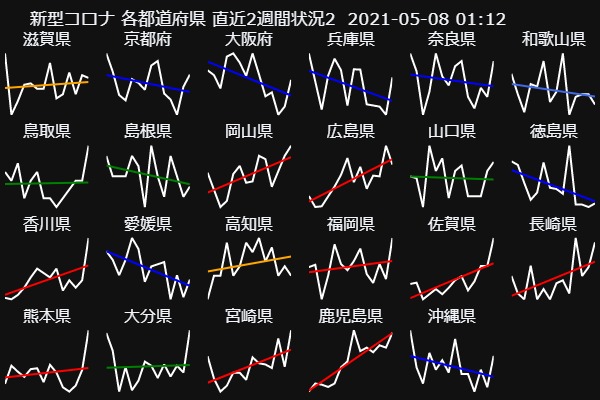 新型コロナ 各都道府県 直近2週間状況2 2021-05-08 01:12
滋賀県 京都府 大阪府 兵庫県 奈良県 和歌山県
鳥取県 島根県 岡山県 広島県 山口県 徳島県
香川県 愛媛県 高知県 福岡県 佐賀県 長崎県
熊本県 大分県 宮崎県 鹿児島県 沖縄県